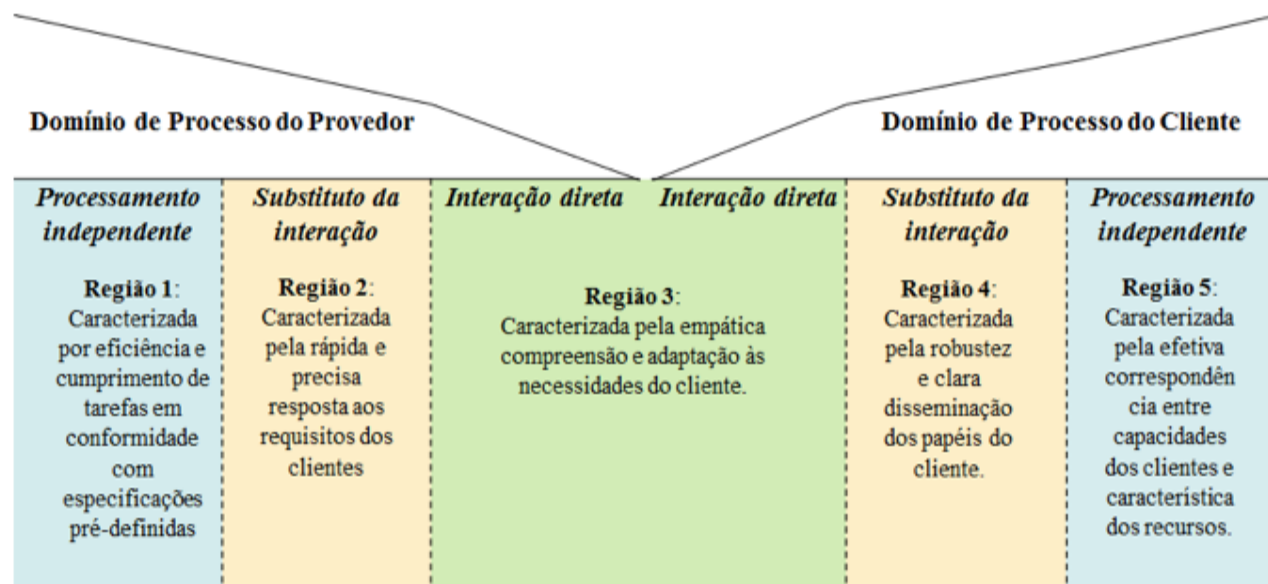 Domínio de Processo do Provedor
Domínio de Processo do Cliente
Processamento
independente
Região 1:
Caracterizada
por eficiência e
cumprimento de
tarefas em
conformidade
com
especificações
pré-definidas
Substituto da
interação
Região 2:
Caracterizada
pela rápida e
precisa
resposta aos
requisitos dos
clientes
Interação direta
Interação direta
Região 3:
Caracterizada pela empática
compreensão e adaptação às
necessidades do cliente.
Substituto da
interação
Região 4:
Caracterizada
pela robustez
e clara
disseminação
dos papéis do
cliente.
Processamento
independente
Região 5:
Caracterizada
pela efetiva
correspondên
cia entre
capacidades
dos clientes e
característica
dos recursos.